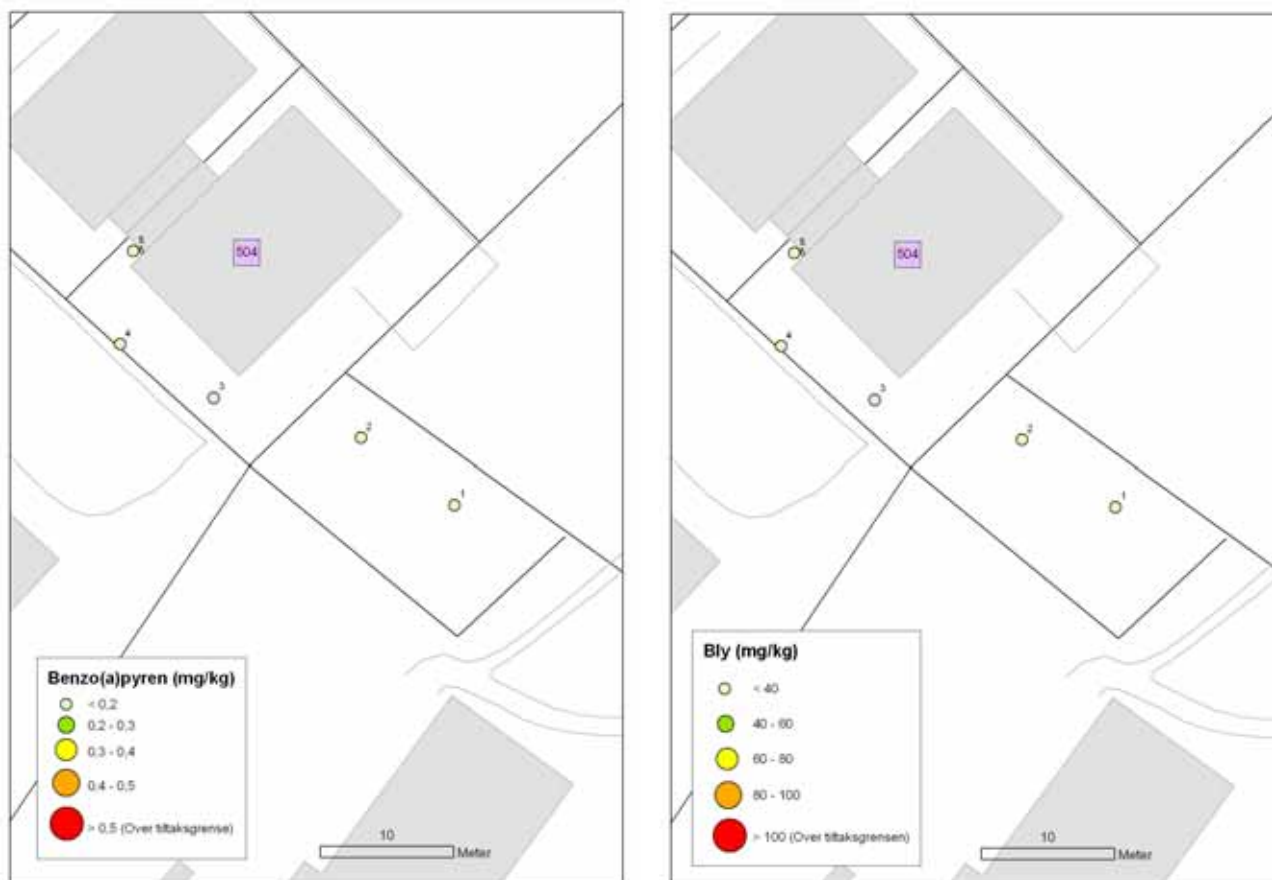 5
6
504
4
3
2
1
Benzo(a)pyren (mg/kg)
< 0,2
0,2 - 0,3
0,3 - 0,4
0,4 - 0,5
> 0,5 (Over tiltaksgrense)
10
Meter
5
6
504
4
3
2
1
Bly (mg/kg)
< 40
40 - 60
60 - 80
80 - 100
> 100 (Over tiltaksgrensen)
10
Meter